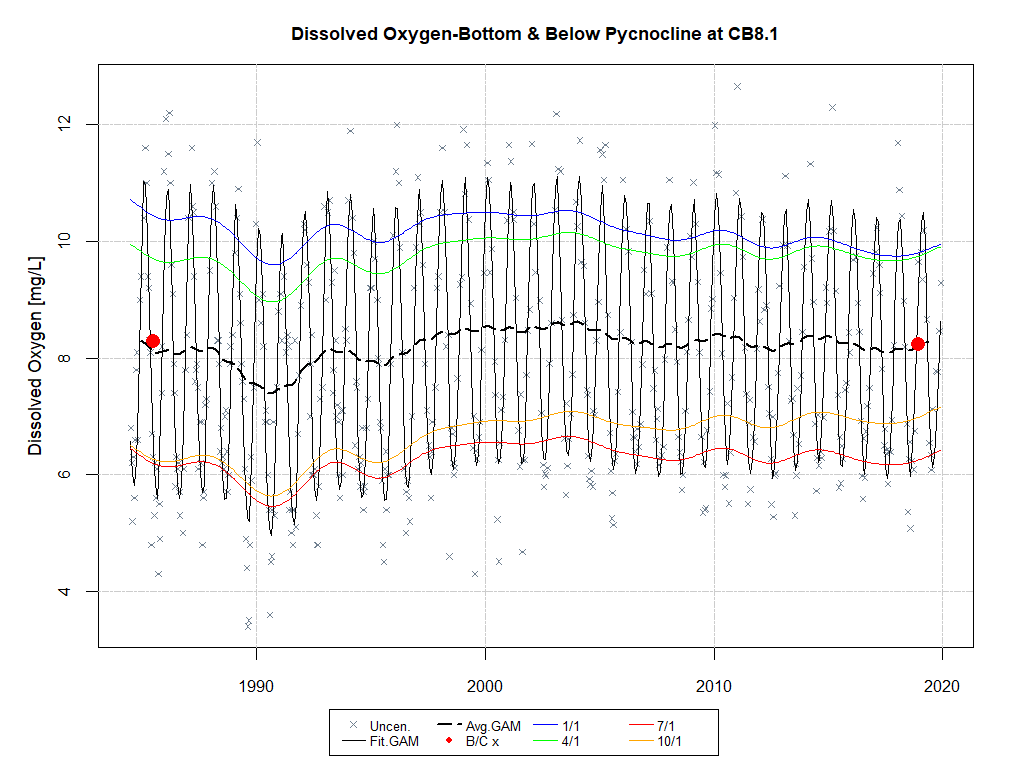 Dissolved Oxygen-Bottom & Below Pycnocline at CB8.1
Dissolved Oxygen [mg/L]
12
10
8
6
4
1990 2000 2010 2020
Uncen. Avg.GAM 1/1 7/1
Fit.GAM B/C x 4/1 10/1